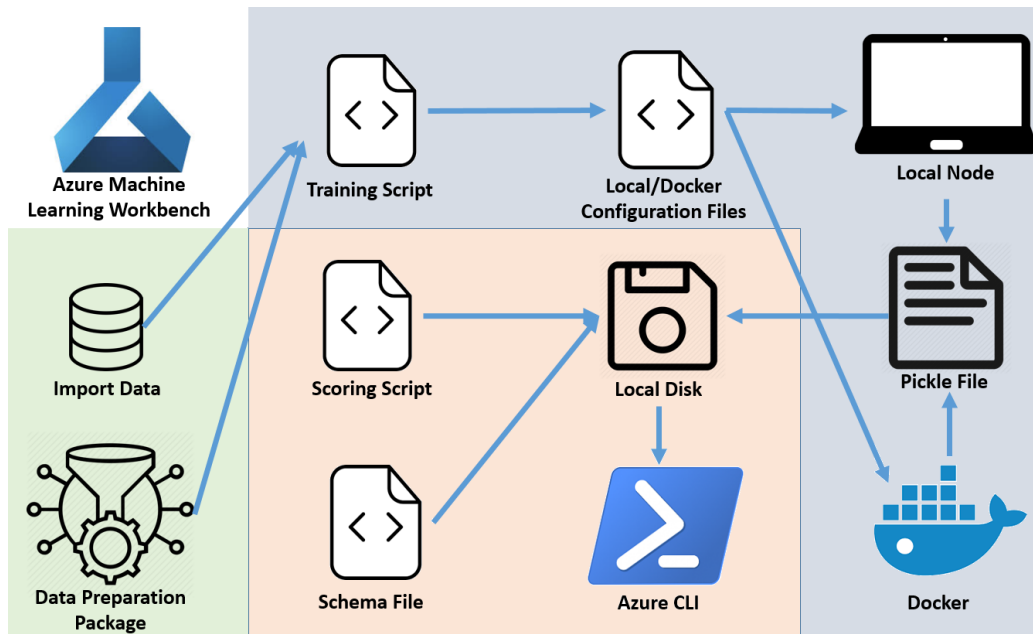 Azure Machine
Learning Workbench
Training Script
Local/Docker
Configuration Files
Local Node
Import Data
Scoring Script
Local Disk
Pickle File
Data Preparation
Package
Schema File
Azure CLI
Docker